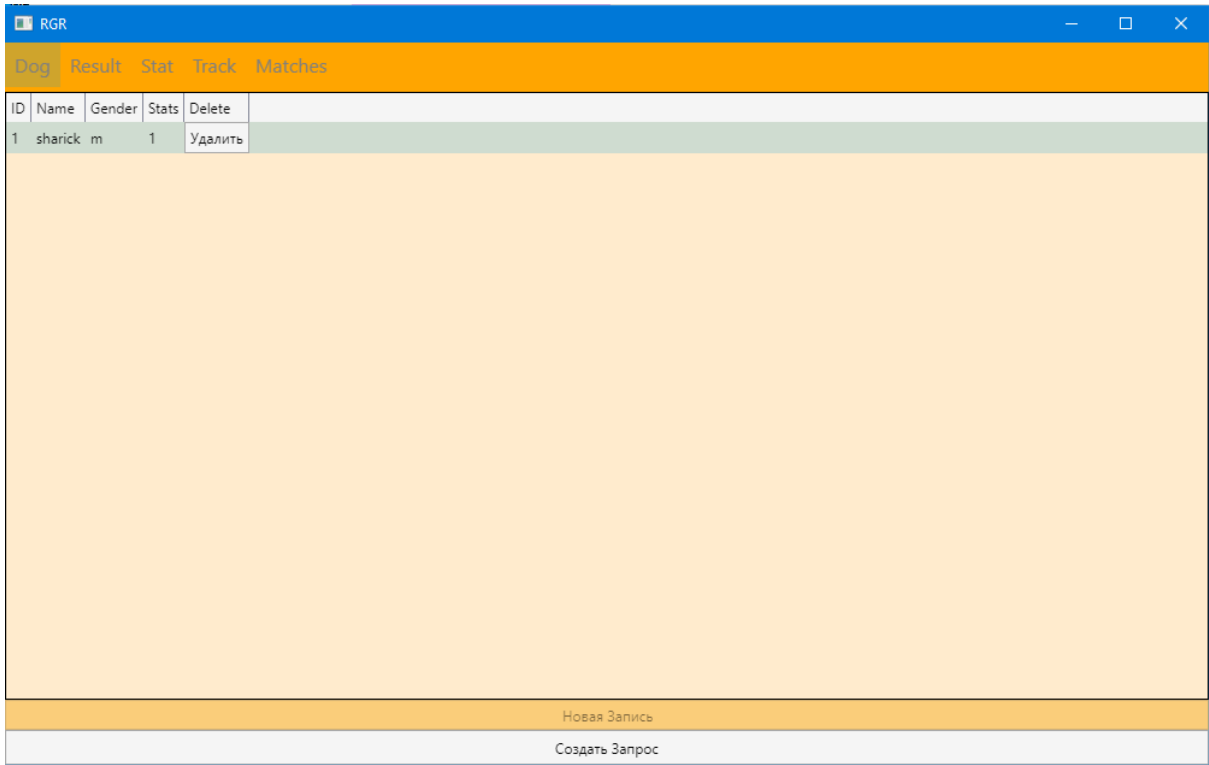 RGR
Dog Result Stat Track Matches
ID Name Gender Stats Delete
1 sharick m 1 Удалить
Новая Запись
Создать Запрос